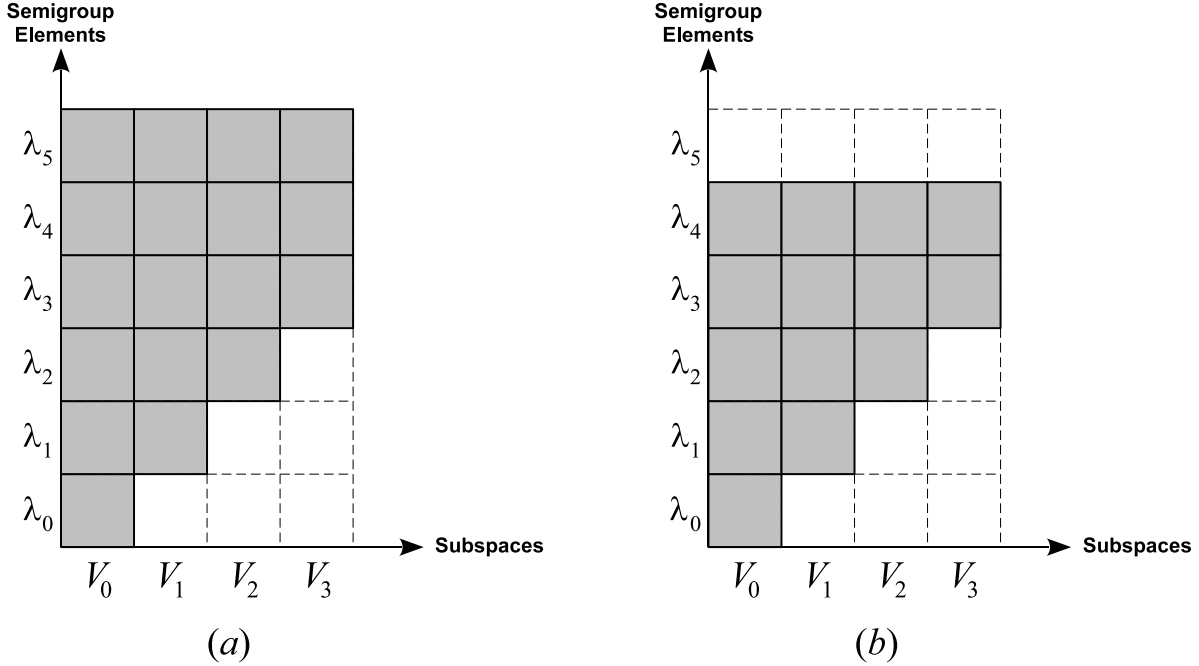 Semigroup
Elements
λ5
λ4
λ3
λ2
λ1
λ0
Subspaces
V0 V1 V2 V3
(a)
Semigroup
Elements
λ5
λ4
λ3
λ2
λ1
λ0
Subspaces
V0 V1 V2 V3
(b)